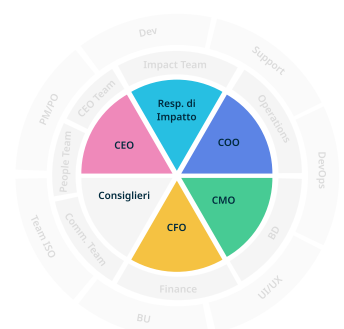 Dev
Support
PM/PO
Impact Team
CEO Team
Operations
Resp. di
Impatto
CEO
COO
People Team
DevOps
Consiglieri
CMO
CFO
Team ISO
Comm. Team
BD
Finance
UI/UX
BU